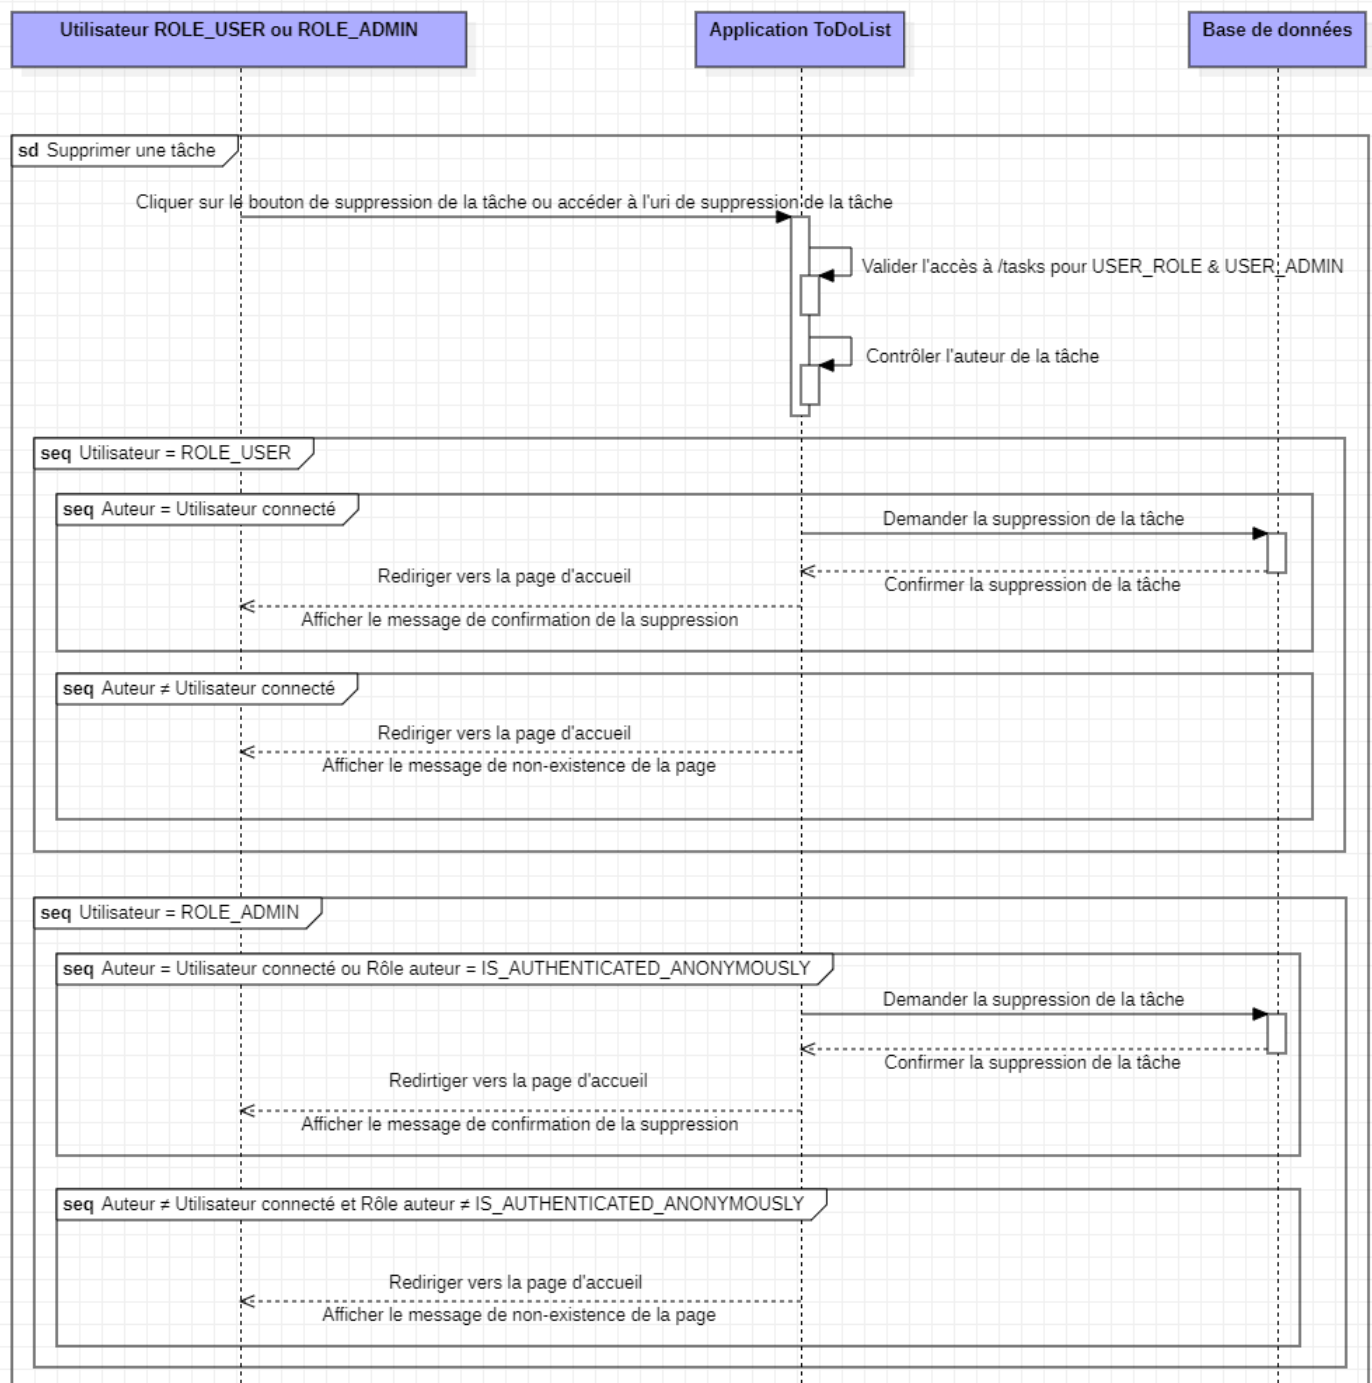 Utilisateur ROLE_USER ou ROLE_ADMIN
Application ToDoList
Base de données
sd Supprimer une tâche
Cliquer sur le bouton de suppression de la tâche ou accéder à l'uri de suppression de la tâche
Valider l'accès à /tasks pour USER_ROLE & USER_ADMIN
Contrôler l'auteur de la tâche
seq Utilisateur = ROLE_USER
seq Auteur = Utilisateur connecté
Demander la suppression de la tâche
Confirmer la suppression de la tâche
Rediriger vers la page d'accueil
Afficher le message de confirmation de la suppression
seq Auteur ≠ Utilisateur connecté
Rediriger vers la page d'accueil
Afficher le message de non-existence de la page
seq Utilisateur = ROLE_ADMIN
seq Auteur = Utilisateur connecté ou Rôle auteur = IS_AUTHENTICATED_ANONYMOUSLY
Demander la suppression de la tâche
Confirmer la suppression de la tâche
Redirtiger vers la page d'accueil
Afficher le message de confirmation de la suppression
seq Auteur ≠ Utilisateur connecté et Rôle auteur ≠ IS_AUTHENTICATED_ANONYMOUSLY
Rediriger vers la page d'accueil
Afficher le message de non-existence de la page